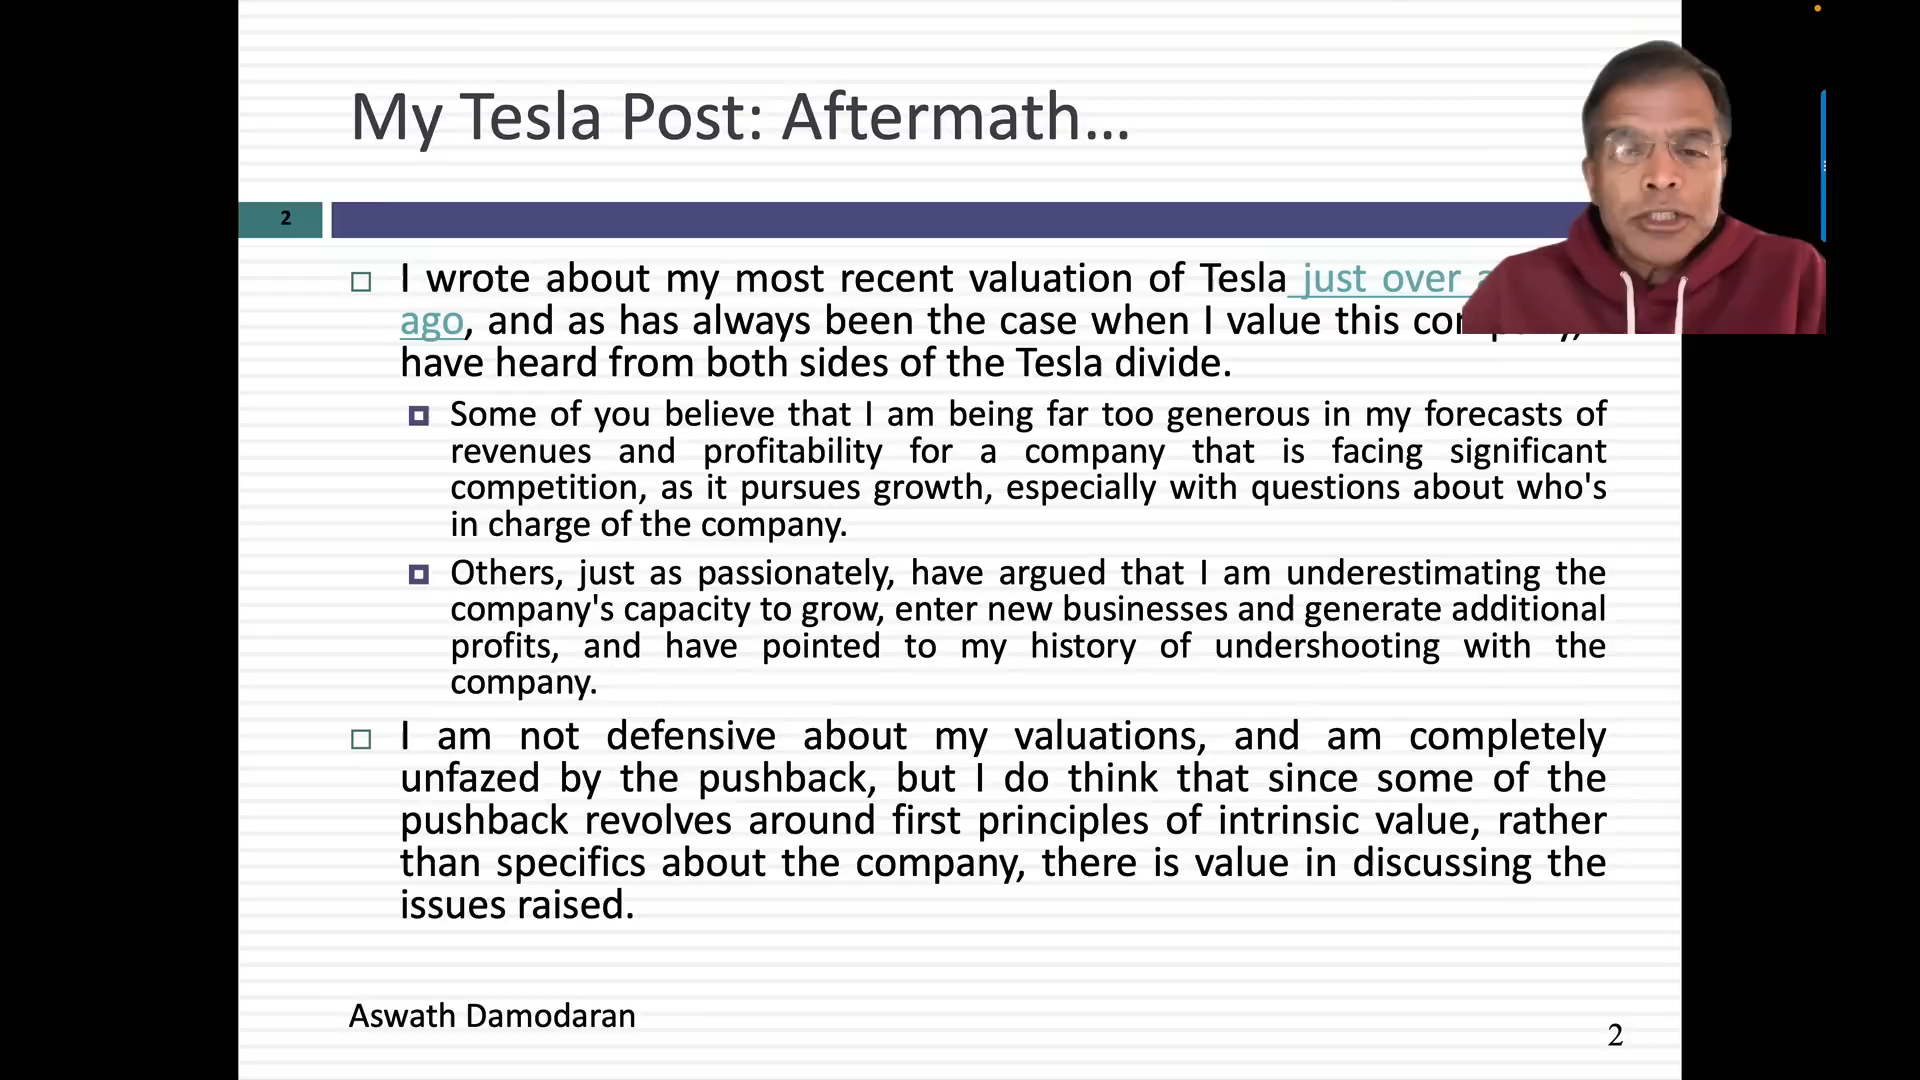 My Tesla Post: Aftermath...
2
I wrote about my most recent valuation of Tesla just over
ago, and as has always been the case when I value this
have heard from both sides of the Tesla divide.
Some of you believe that I am being far too generous in my forecasts of
revenues and profitability for a company that is facing significant
competition, as it pursues growth, especially with questions about who's
in charge of the company.
Others, just as passionately, have argued that I am underestimating the
company's capacity to grow, enter new businesses and generate additional
profits, and have pointed to my history of undershooting with the
company.
I am not defensive about my valuations, and am completely
unfazed by the pushback, but I do think that since some of the
pushback revolves around first principles of intrinsic value, rather
than specifics about the company, there is value in discussing the
issues raised.
Aswath Damodaran
2